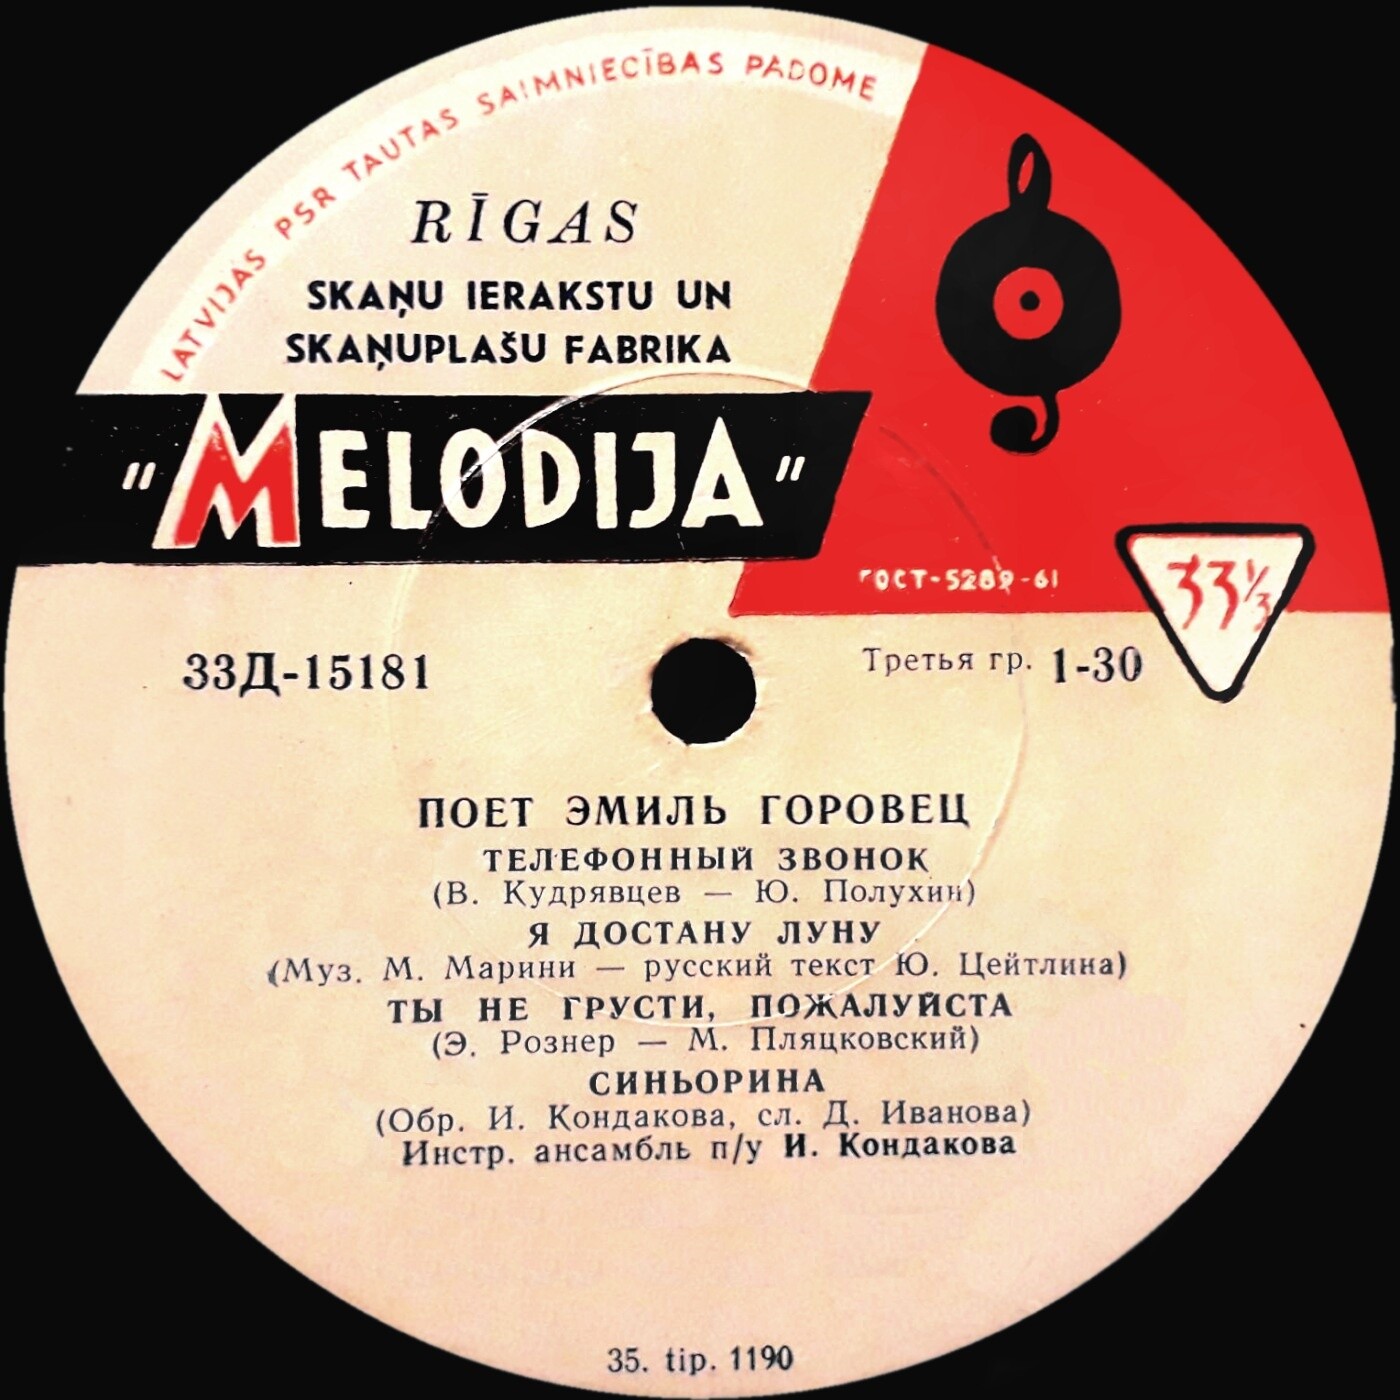 LATVIJAS PSR TAUTAS SAIMNIECĪBAS PADOME
RĪGAS
SKAŅU IERAKSTU UN
SKAŅUPLAŠU FABRIKA
"MELODIJA"
ГОСТ-5289-61
33⅓
33Д-15181
Третья гр. 1-30
ПОЕТ ЭМИЛЬ ГОРОВЕЦ
ТЕЛЕФОННЫЙ ЗВОНОК
(В. Кудрявцев — Ю. Полухин)
Я ДОСТАНУ ЛУНУ
(Муз. М. Марини — русский текст Ю. Цейтлина)
ТЫ НЕ ГРУСТИ, ПОЖАЛУЙСТА
(Э. Рознер — М. Пляцковский)
СИНЬОРИНА
(Обр. И. Кондакова, сл. Д. Иванова)
Инстр. ансамбль п/у И. Кондакова
35. tip. 1190